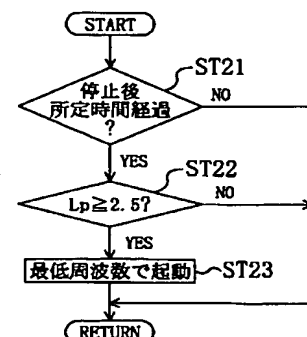 START
停止後
所定時間経過
?
ST21
NO
YES
ST22
Lp≧2.5?
NO
YES
最低周波数で起動
ST23
RETURN